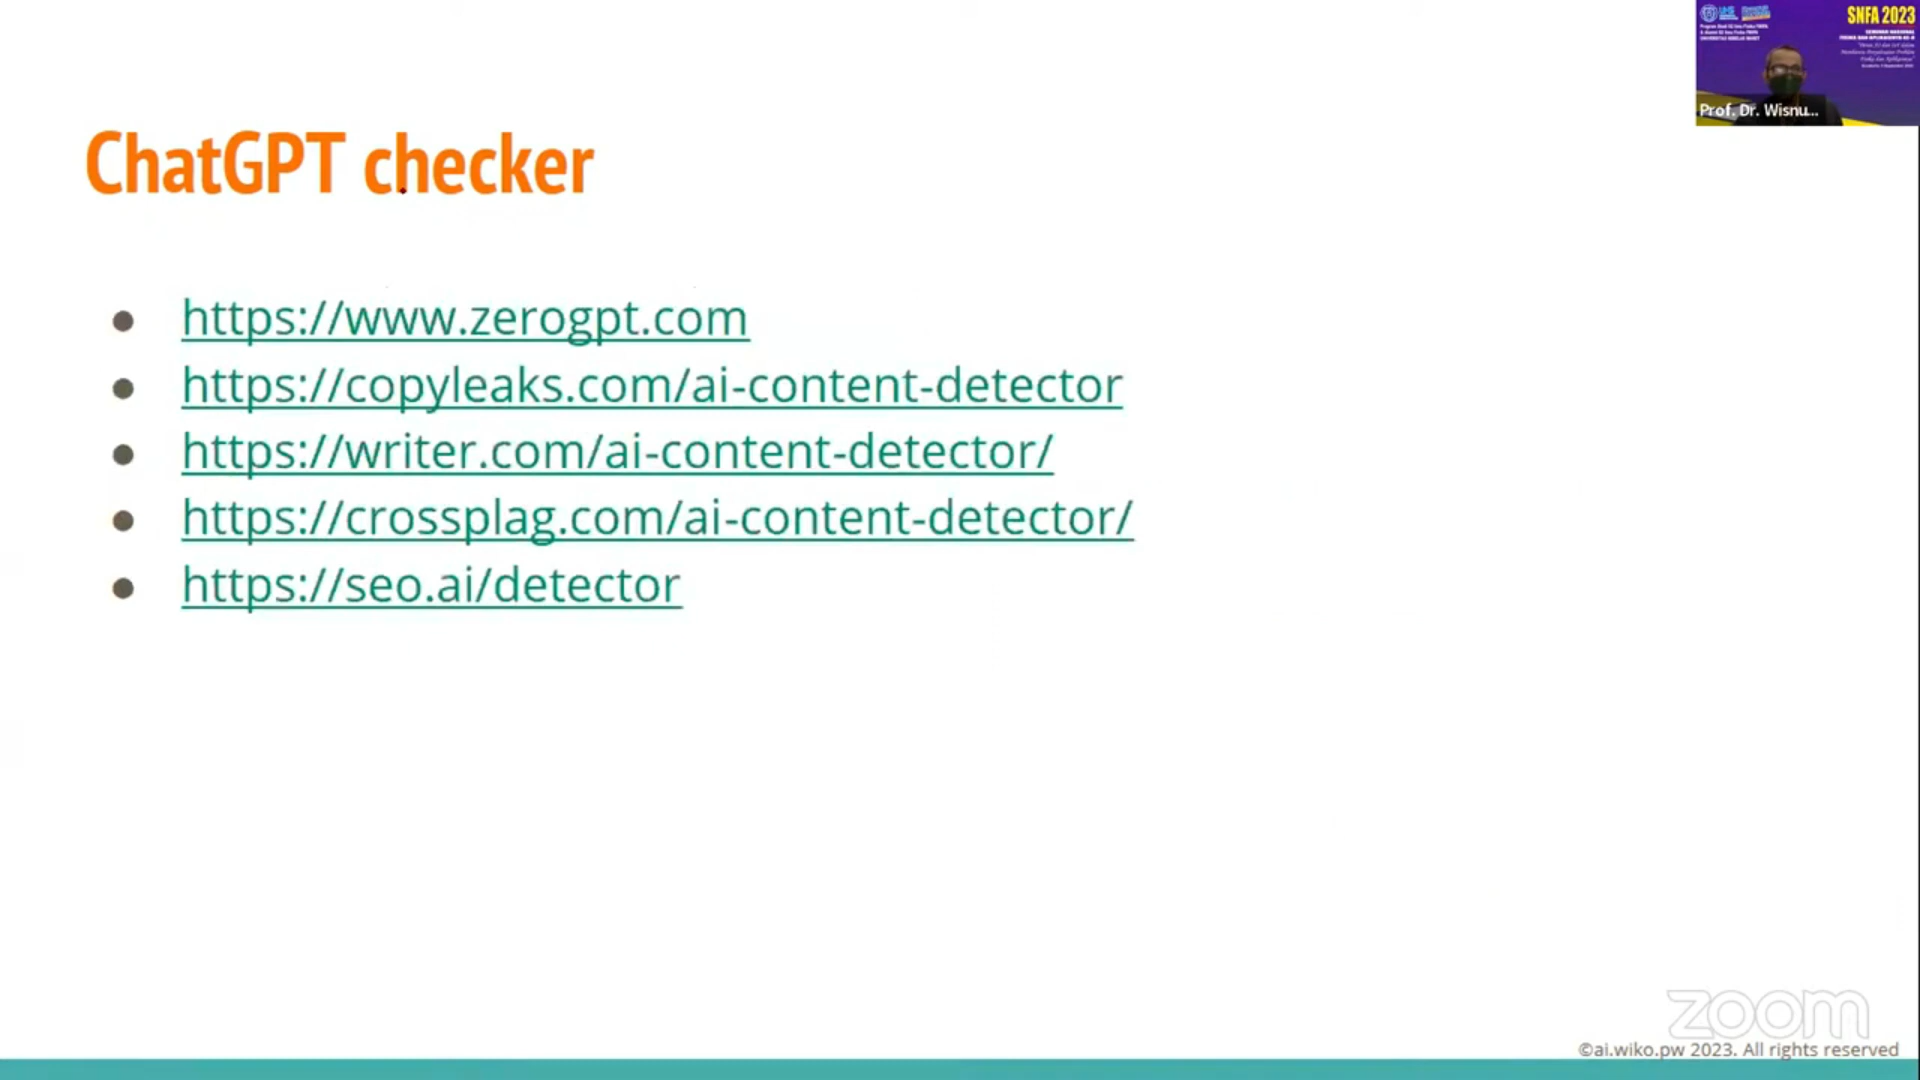 SNFA 2023
SEMINAR NASIONAL
Prof. Dr. Wisnu...
ChatGPT checker
https://www.zerogpt.com
https://copyleaks.com/ai-content-detector
https://writer.com/ai-content-detector/
https://crossplag.com/ai-content-detector/
https://seo.ai/detector
zoom
©ai.wiko.pw 2023. All rights reserved